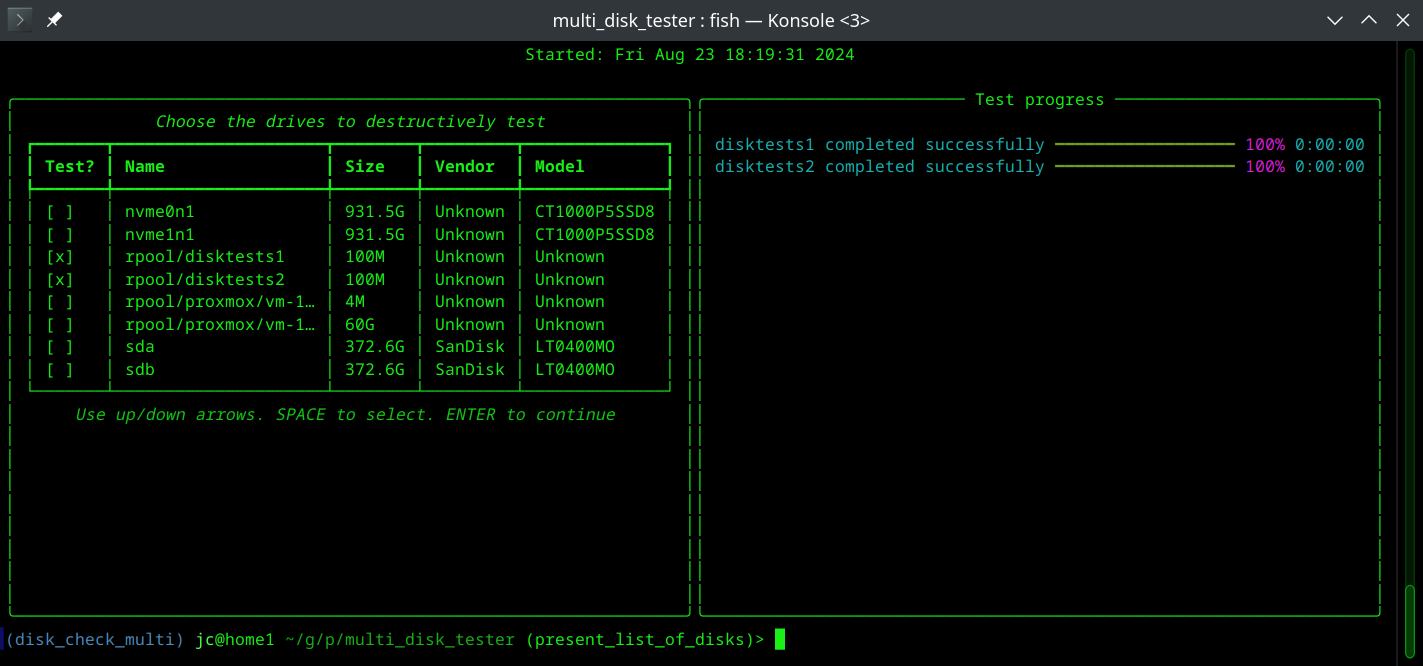 multi_disk_tester : fish — Konsole <3>
Started: Fri Aug 23 18:19:31 2024
Choose the drives to destructively test
Test? Name Size Vendor Model
[ ] nvme0n1 931.5G Unknown CT1000P5SSD8
[ ] nvme1n1 931.5G Unknown CT1000P5SSD8
[x] rpool/disktests1 100M Unknown Unknown
[x] rpool/disktests2 100M Unknown Unknown
[ ] rpool/proxmox/vm-1… 4M Unknown Unknown
[ ] rpool/proxmox/vm-1… 60G Unknown Unknown
[ ] sda 372.6G SanDisk LT0400MO
[ ] sdb 372.6G SanDisk LT0400MO
Use up/down arrows. SPACE to select. ENTER to continue
Test progress
disktests1 completed successfully 100% 0:00:00
disktests2 completed successfully 100% 0:00:00
(disk_check_multi) jc@home1 ~/g/p/multi_disk_tester (present_list_of_disks)>